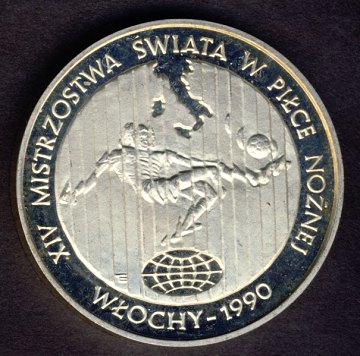 XIV MISTRZOSTWA ŚWIATA W PIŁCE NOŻNEJ
WŁOCHY-1990